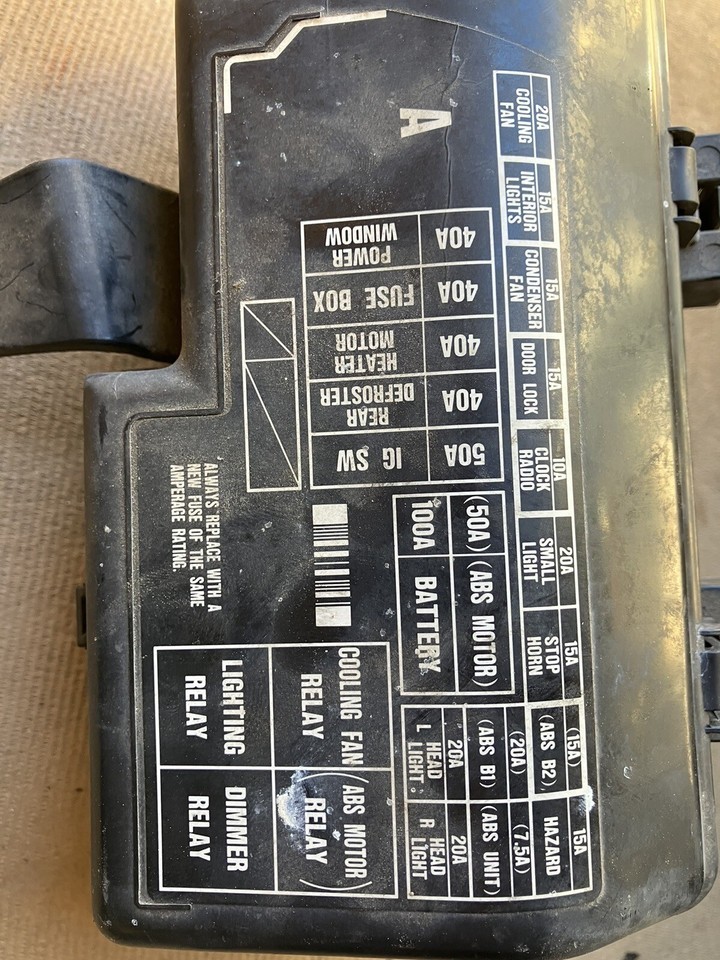 A
20A
COOLING
FAN
15A
INTERIOR
LIGHTS
15A
CONDENSER
FAN
15A
DOOR LOCK
10A
CLOCK
RADIO
20A
SMALL
LIGHT
15A
STOP
HORN
(15A)
(ABS B2)
15A
HAZARD
(20A)
(ABS B1)
(7.5A)
(ABS UNIT)
20A
L HEAD
LIGHT
20A
R HEAD
LIGHT
40A
POWER
WINDOW
40A
FUSE BOX
40A
HEATER
MOTOR
40A
REAR
DEFROSTER
50A
IG SW
(50A) (ABS MOTOR)
100A BATTERY
COOLING FAN
RELAY
(ABS MOTOR
RELAY)
LIGHTING
RELAY
DIMMER
RELAY
ALWAYS REPLACE WITH A
NEW FUSE OF THE SAME
AMPERAGE RATING.